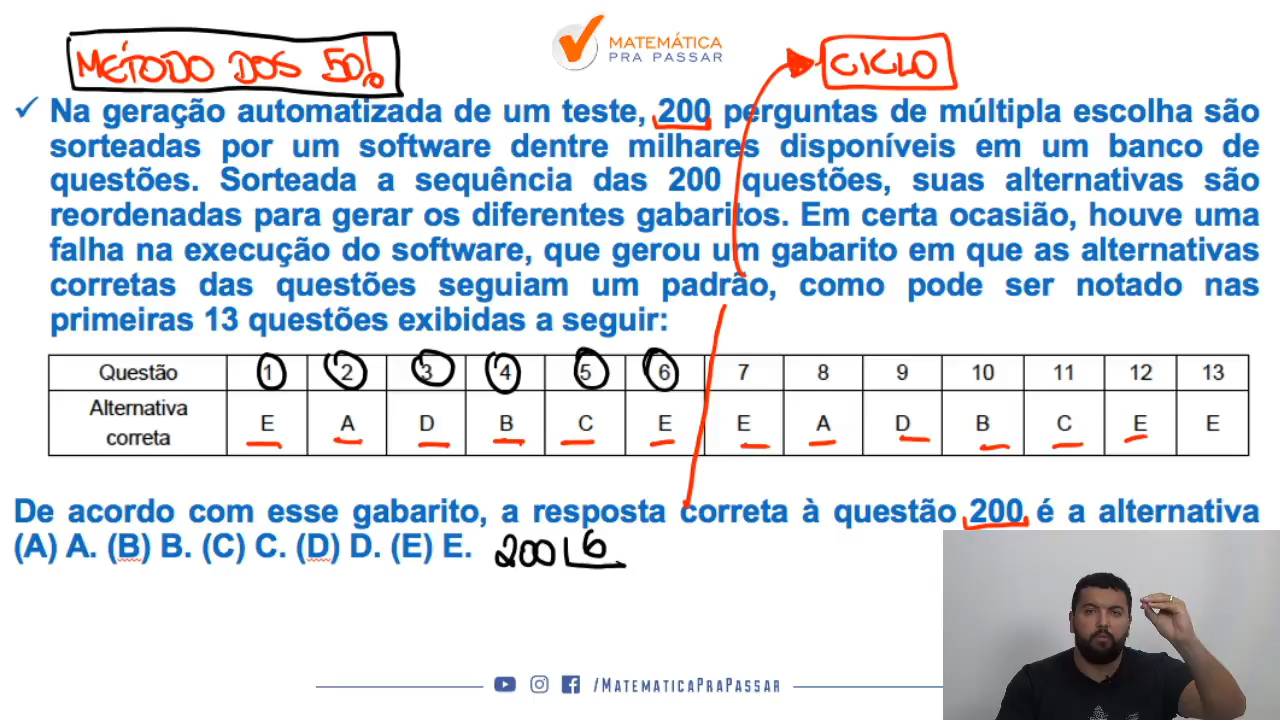 MÉTODO DOS 50!
MATEMÁTICA
PRA PASSAR
CICLO
✓ Na geração automatizada de um teste, 200 perguntas de múltipla escolha são
sorteadas por um software dentre milhares disponíveis em um banco de
questões. Sorteada a sequência das 200 questões, suas alternativas são
reordenadas para gerar os diferentes gabaritos. Em certa ocasião, houve uma
falha na execução do software, que gerou um gabarito em que as alternativas
corretas das questões seguiam um padrão, como pode ser notado nas
primeiras 13 questões exibidas a seguir:
Questão 1 2 3 4 5 6 7 8 9 10 11 12 13
Alternativa
correta E A D B C E E A D B C E E
De acordo com esse gabarito, a resposta correta à questão 200 é a alternativa
(A) A. (B) B. (C) C. (D) D. (E) E.
200 6
/MatematicaPraPassar